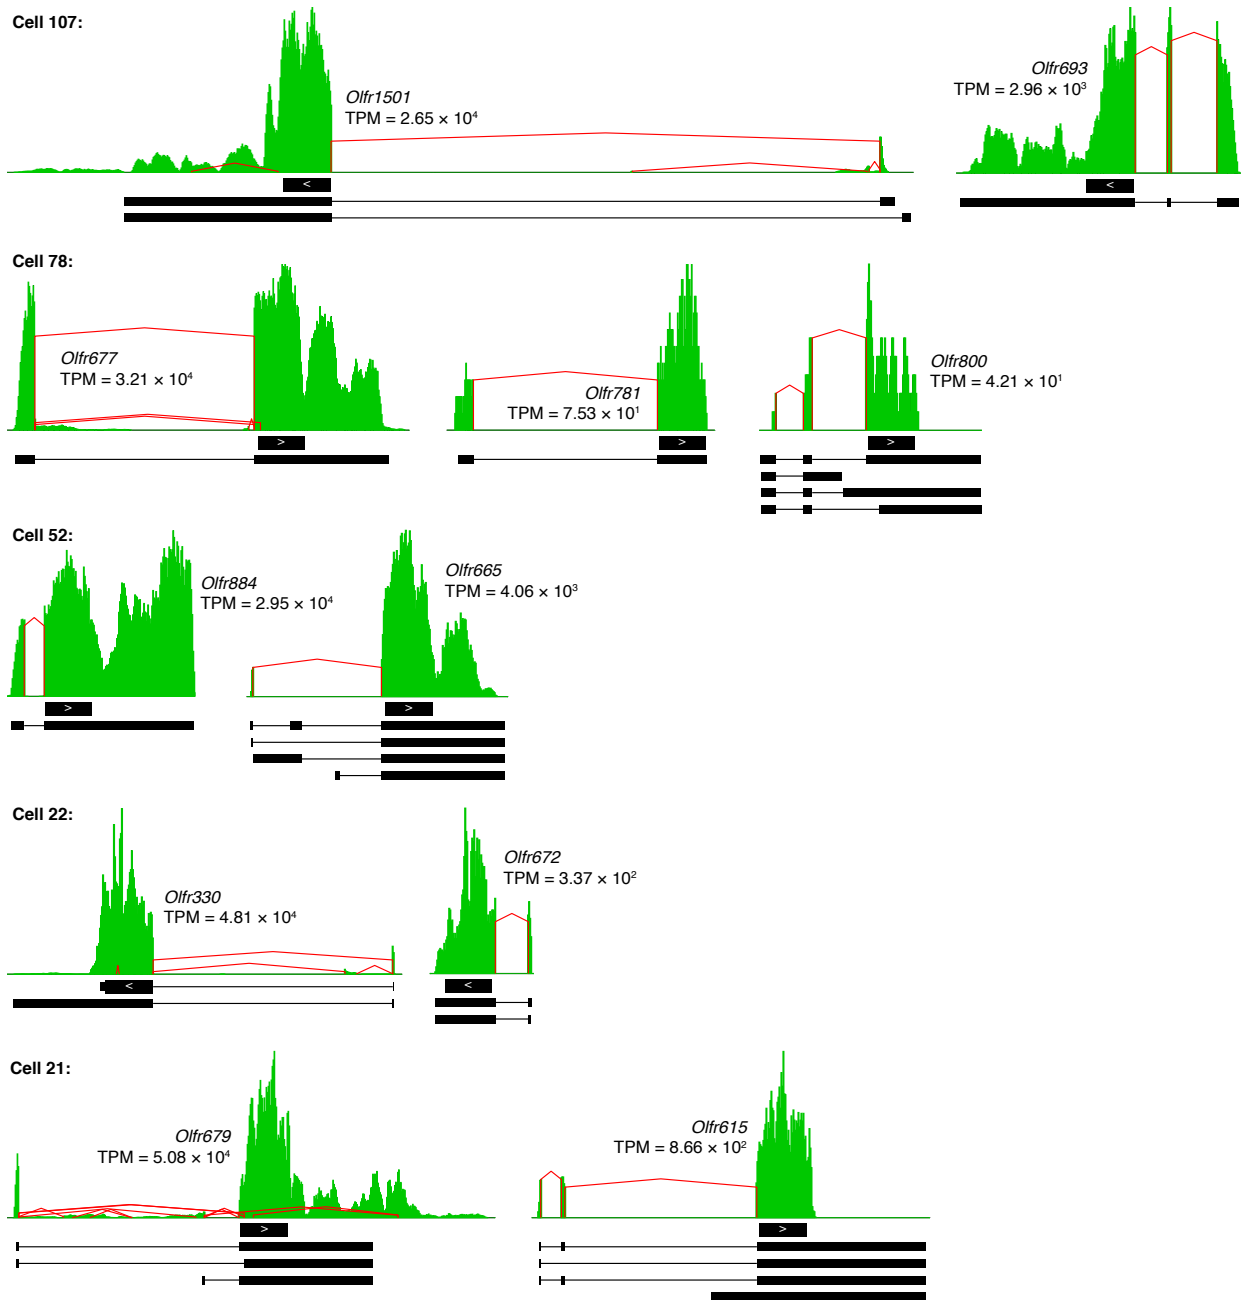 Cell 107:
Olfr1501
TPM = 2.65 × 10⁴
Olfr693
TPM = 2.96 × 10³
<
<
Cell 78:
Olfr677
TPM = 3.21 × 10⁴
Olfr781
TPM = 7.53 × 10¹
Olfr800
TPM = 4.21 × 10¹
>
>
>
Cell 52:
Olfr884
TPM = 2.95 × 10⁴
Olfr665
TPM = 4.06 × 10³
>
>
Cell 22:
Olfr330
TPM = 4.81 × 10⁴
Olfr672
TPM = 3.37 × 10²
<
<
Cell 21:
Olfr679
TPM = 5.08 × 10⁴
Olfr615
TPM = 8.66 × 10²
>
>